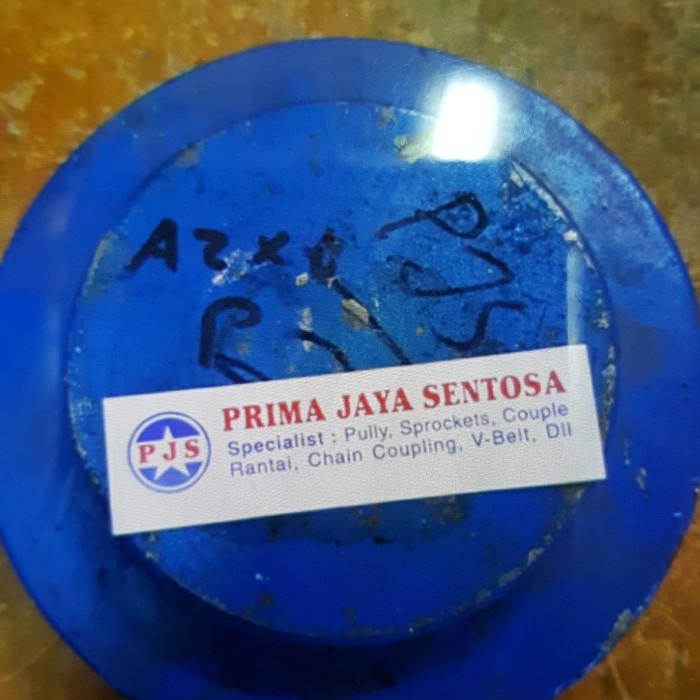 A2x6 PJS
PRIMA JAYA SENTOSA
PJS
Specialist : Pully, Sprockets, Couple
Rantai, Chain Coupling, V-Belt, Dll